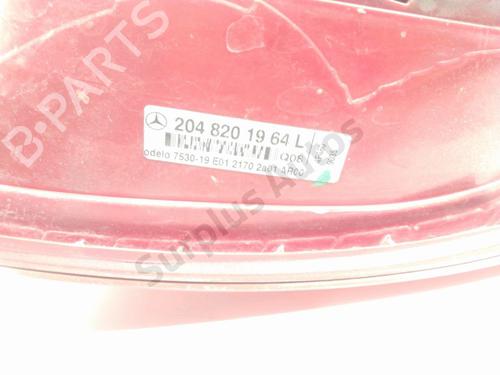 B-PARTS
204 820 19 64 L
Q08
odelo 7530-19 E01 2170 2a01 AR00
Surplus Autos